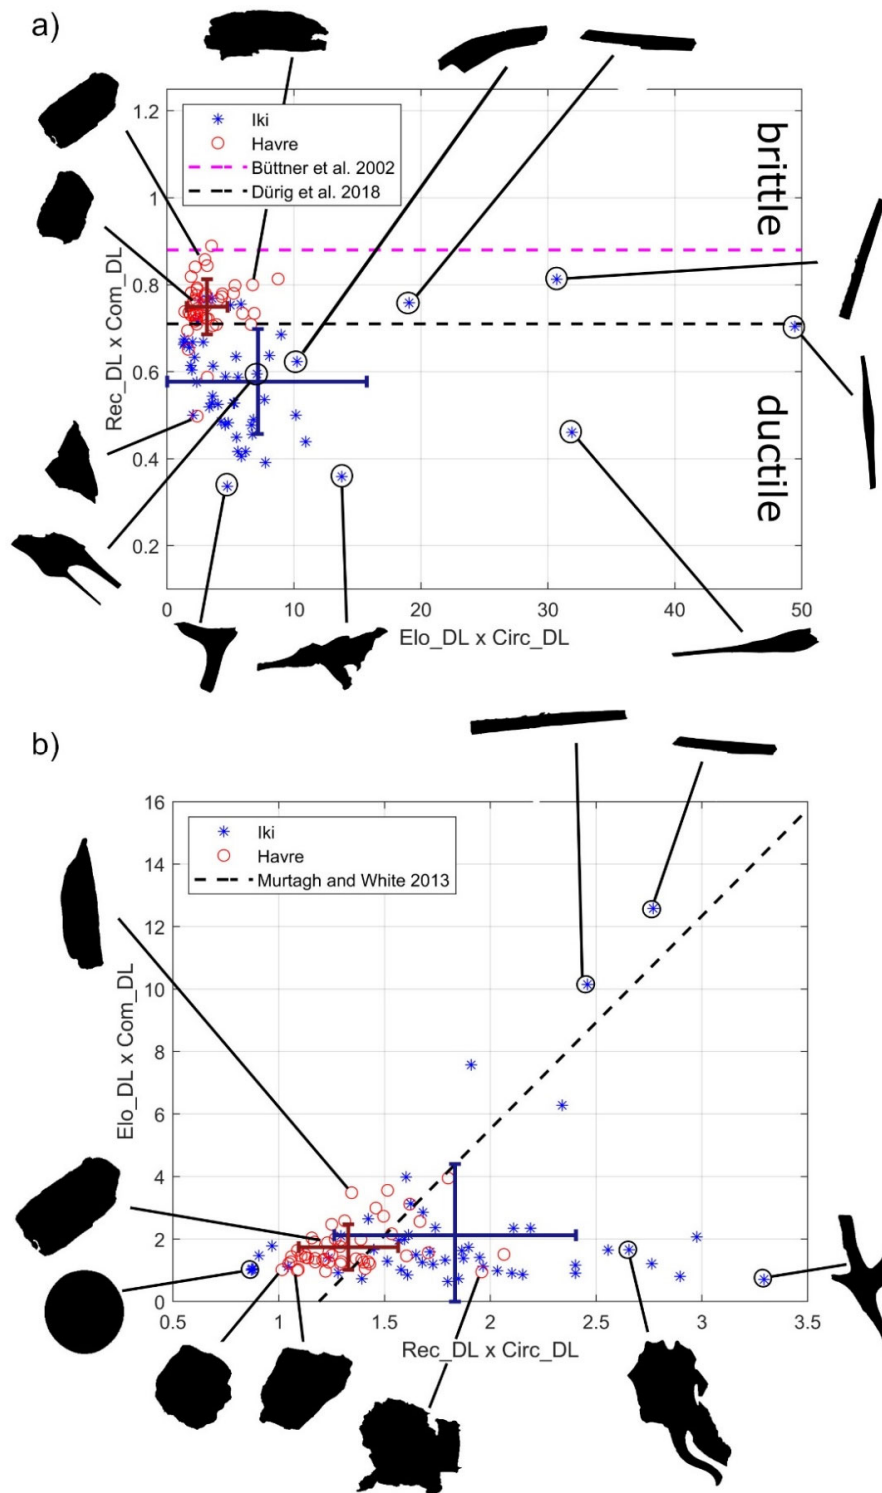 a)
Iki
Havre
Büttner et al. 2002
Dürig et al. 2018
brittle
ductile
1.2
1
0.8
0.6
0.4
0.2
Rec_DL x Com_DL
0 10 20 30 40 50
Elo_DL x Circ_DL
b)
Iki
Havre
Murtagh and White 2013
16
14
12
10
8
6
4
2
0
Elo_DL x Com_DL
0.5 1 1.5 2 2.5 3 3.5
Rec_DL x Circ_DL